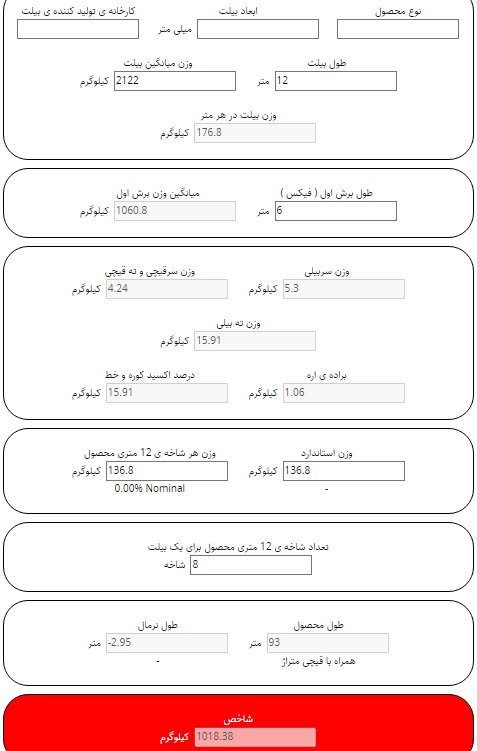 نوع محصول
ابعاد بیلت
کارخانه ی تولید کننده ی بیلت
میلی متر
طول بیلت
وزن میانگین بیلت
12 متر
2122 کیلوگرم
وزن بیلت در هر متر
176.8 کیلوگرم
طول برش اول ( فیکس )
میانگین وزن برش اول
6 متر
1060.8 کیلوگرم
وزن سربیلی
وزن سرقیچی و ته قیچی
5.3 کیلوگرم
4.24 کیلوگرم
وزن ته بیلی
15.91 کیلوگرم
براده ی اره
درصد اکسید کوره و خط
1.06 کیلوگرم
15.91 کیلوگرم
وزن استاندارد
وزن هر شاخه ی 12 متری محصول
136.8 کیلوگرم
136.8 کیلوگرم
-
0.00% Nominal
تعداد شاخه ی 12 متری محصول برای یک بیلت
8 شاخه
طول محصول
طول نرمال
93 متر
-2.95 متر
همراه با قیچی متراژ
-
شاخص
1018.38 کیلوگرم